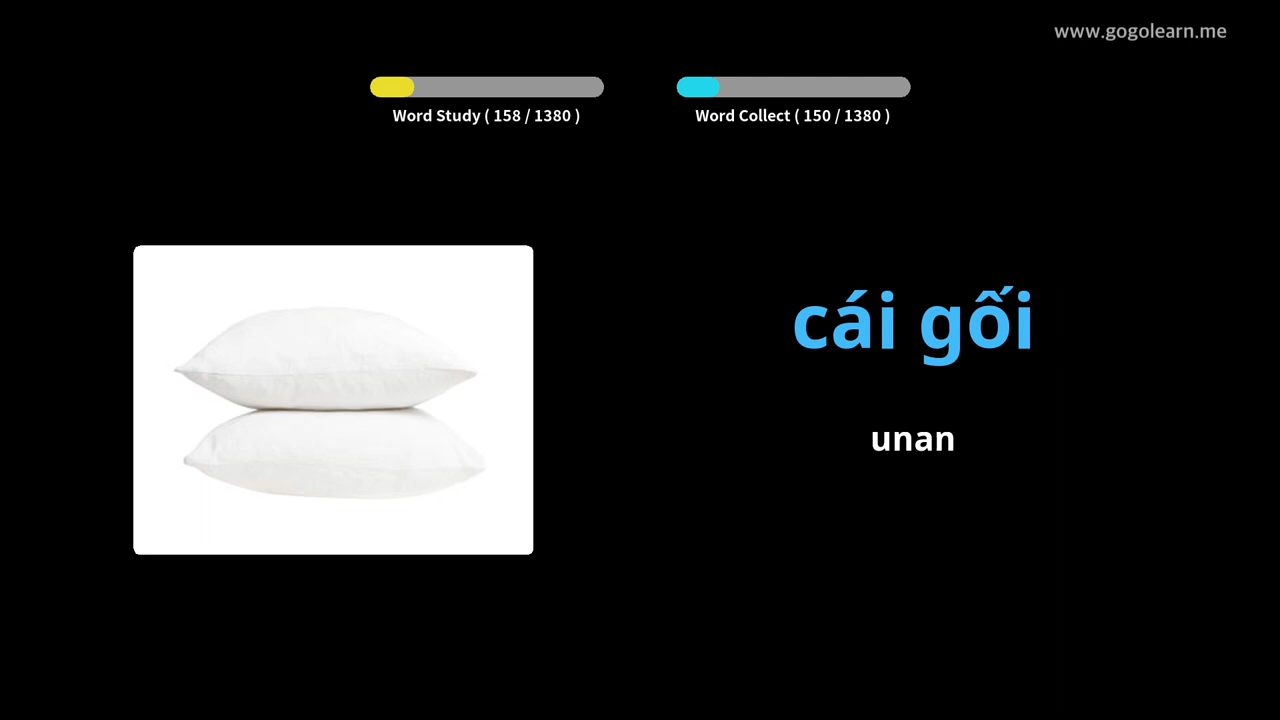 www.gogolearn.me
Word Study ( 158 / 1380 )
Word Collect ( 150 / 1380 )
cái gối
unan